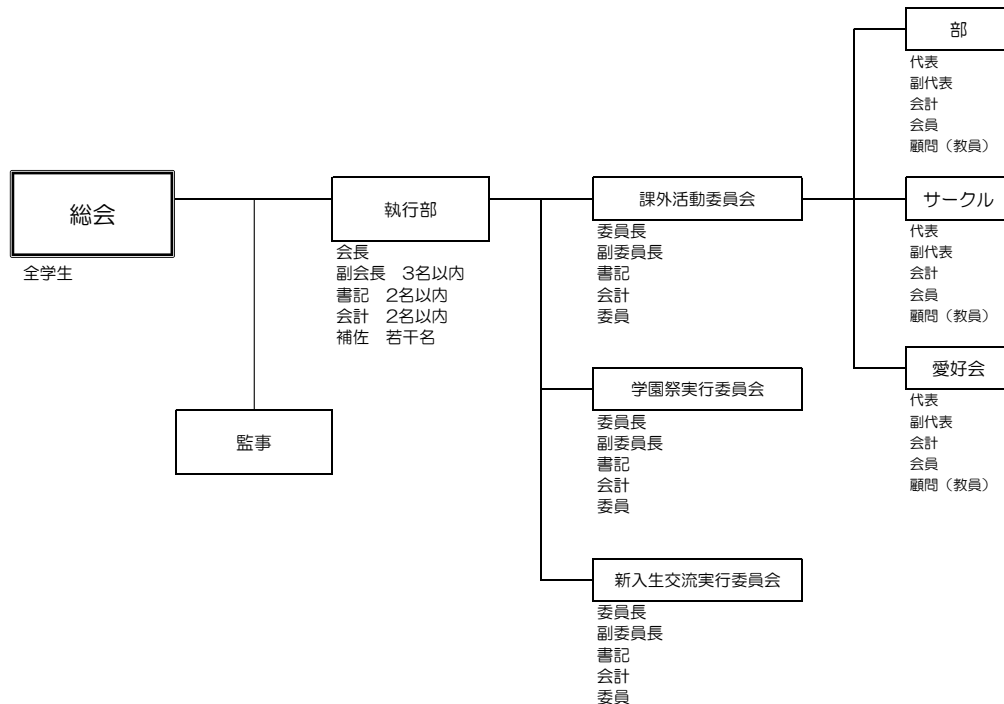 総会
全学生
監事
執行部
会長
副会長　3名以内
書記　2名以内
会計　2名以内
補佐　若干名
課外活動委員会
委員長
副委員長
書記
会計
委員
学園祭実行委員会
委員長
副委員長
書記
会計
委員
新入生交流実行委員会
委員長
副委員長
書記
会計
委員
部
代表
副代表
会計
会員
顧問（教員）
サークル
代表
副代表
会計
会員
顧問（教員）
愛好会
代表
副代表
会計
会員
顧問（教員）